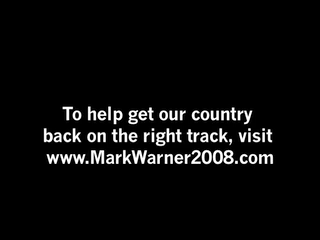 To help get our country
back on the right track, visit
www.MarkWarner2008.com